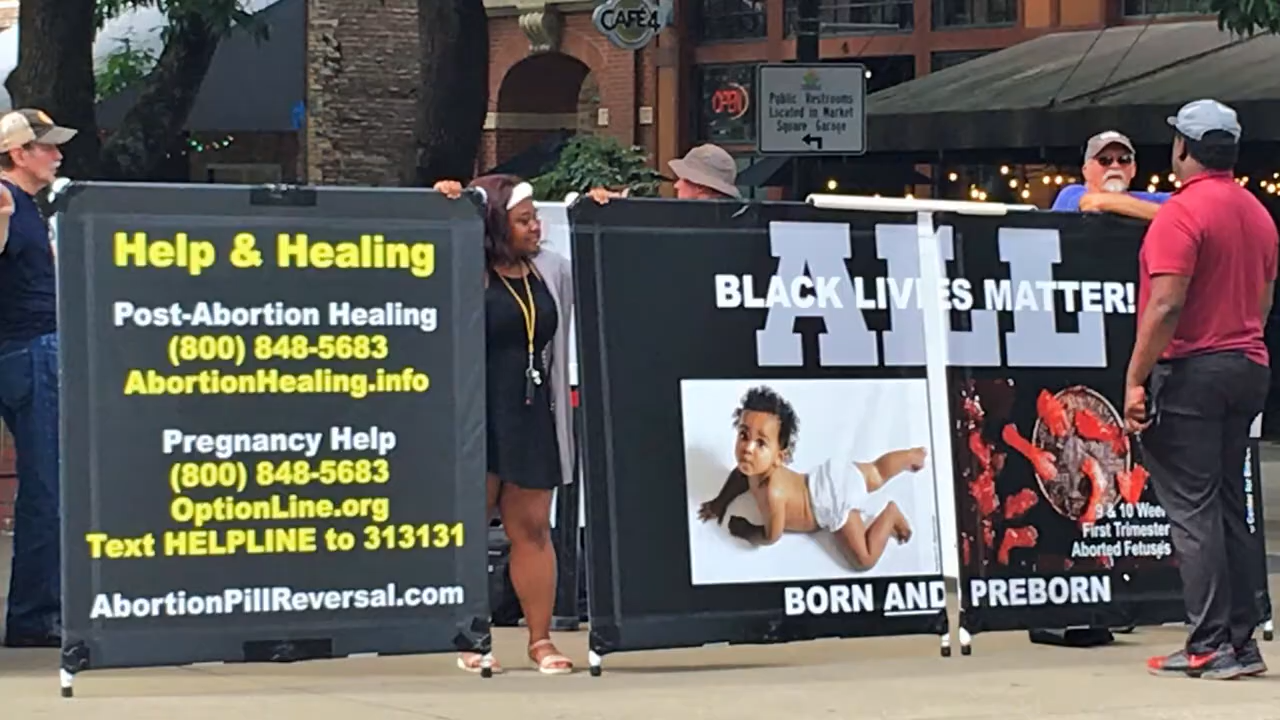 CAFE 4
OPEN
Public Restrooms
Located in Market
Square Garage
Help & Healing
Post-Abortion Healing
(800) 848-5683
AbortionHealing.info
Pregnancy Help
(800) 848-5683
OptionLine.org
Text HELPLINE to 313131
AbortionPillReversal.com
ALL
BLACK LIVES MATTER!
9 & 10 Week
First Trimester
Aborted Fetuses
BORN AND PREBORN